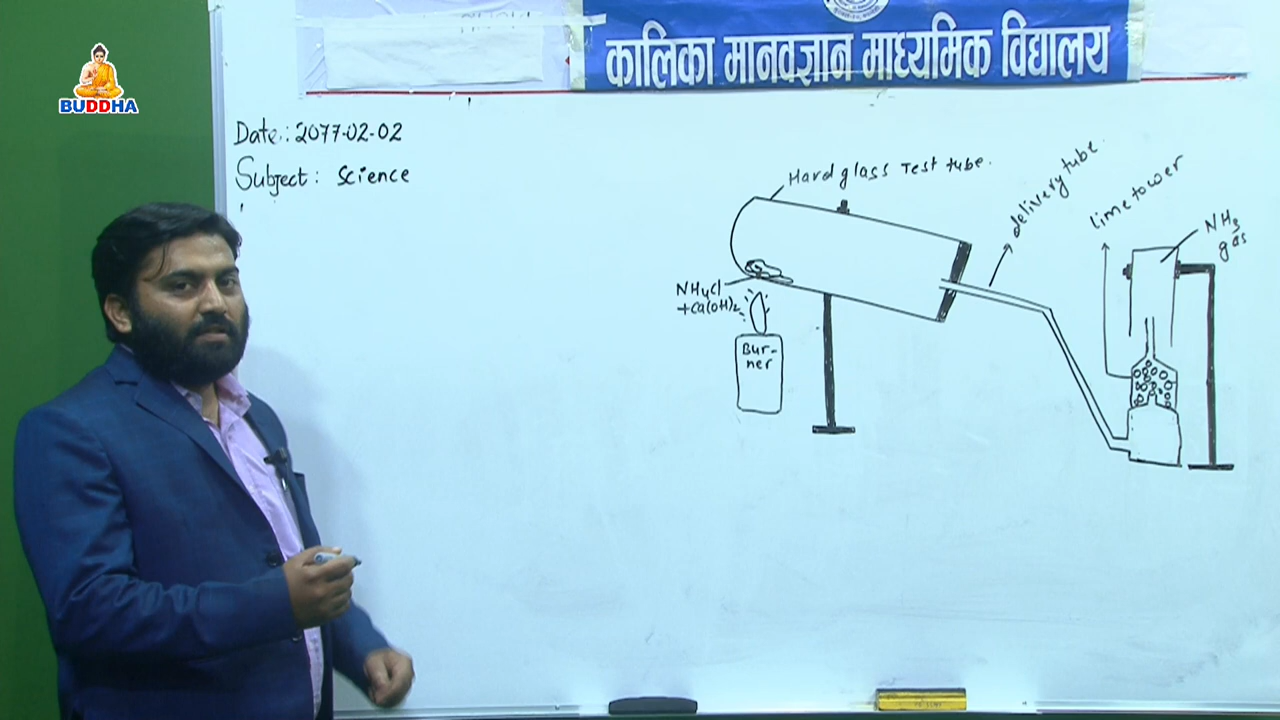 BUDDHA
कालिका मानवज्ञान माध्यमिक विद्यालय
Date: 2077-02-02
Subject: Science
Hard glass Test tube.
delivery tube.
lime tower
NH3
gas
NH4Cl
+Ca(OH)2
Bur-
ner